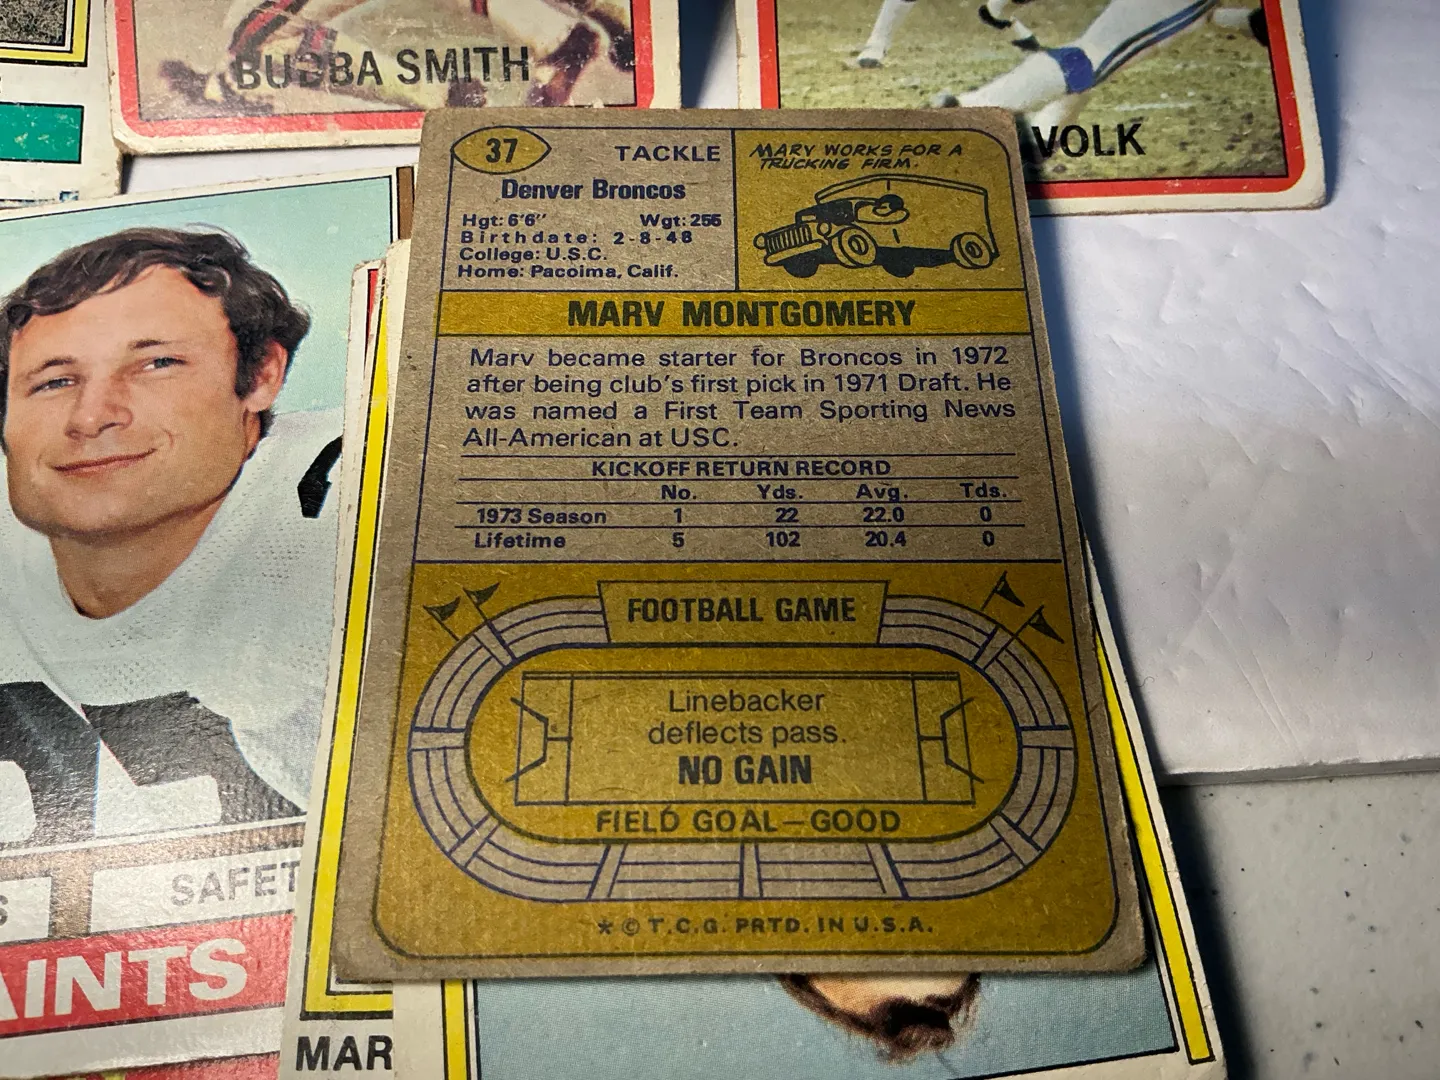 BUBBA SMITH
VOLK
37
TACKLE
Denver Broncos
Hgt: 6'6" Wgt: 255
Birthdate: 2-8-48
College: U.S.C.
Home: Pacoima, Calif.
MARV WORKS FOR A
TRUCKING FIRM.
MARV MONTGOMERY
Marv became starter for Broncos in 1972
after being club's first pick in 1971 Draft. He
was named a First Team Sporting News
All-American at USC.
KICKOFF RETURN RECORD
No. Yds. Avg. Tds.
1973 Season 1 22 22.0 0
Lifetime 5 102 20.4 0
FOOTBALL GAME
Linebacker
deflects pass.
NO GAIN
FIELD GOAL—GOOD
* © T.C.G. PRTD. IN U.S.A.
SAFET
AINTS
MAR